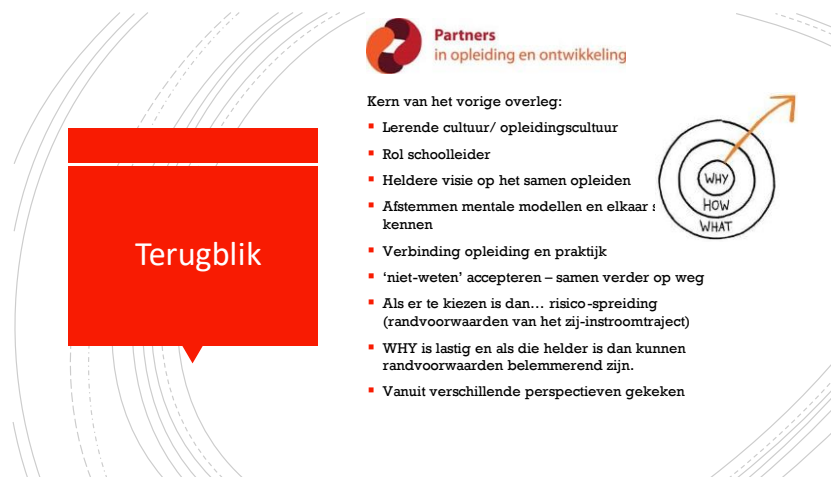 Partners
in opleiding en ontwikkeling
Terugblik
Kern van het vorige overleg:
Lerende cultuur/ opleidingscultuur
Rol schoolleider
Heldere visie op het samen opleiden
Afstemmen mentale modellen en elkaar
kennen
Verbinding opleiding en praktijk
‘niet-weten’ accepteren – samen verder op weg
Als er te kiezen is dan… risico-spreiding
(randvoorwaarden van het zij-instroomtraject)
WHY is lastig en als die helder is dan kunnen
randvoorwaarden belemmerend zijn.
Vanuit verschillende perspectieven gekeken
WHY
HOW
WHAT